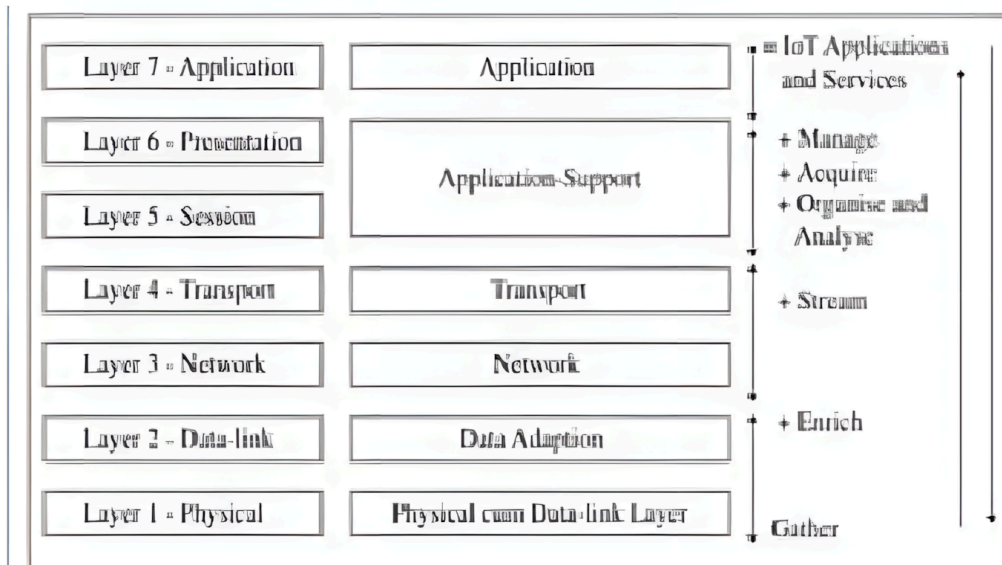 Layer 7 - Application
Application
= IoT Applications
and Services
Layer 6 - Presentation
Application-Support
+ Manage
+ Acquire
+ Organise and
Analyse
Layer 5 - Session
Layer 4 - Transport
Transport
+ Stream
Layer 3 - Network
Network
Layer 2 - Data-link
Data Adaption
+ Enrich
Layer 1 - Physical
Physical cum Data-link Layer
Gather